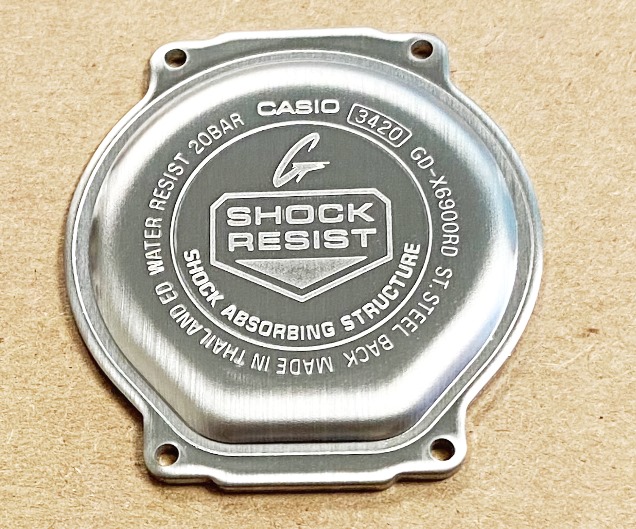 CASIO 3420 GD-X6900RD ST.STEEL BACK MADE IN THAILAND ED WATER RESIST 20BAR
G
SHOCK
RESIST
SHOCK ABSORBING STRUCTURE